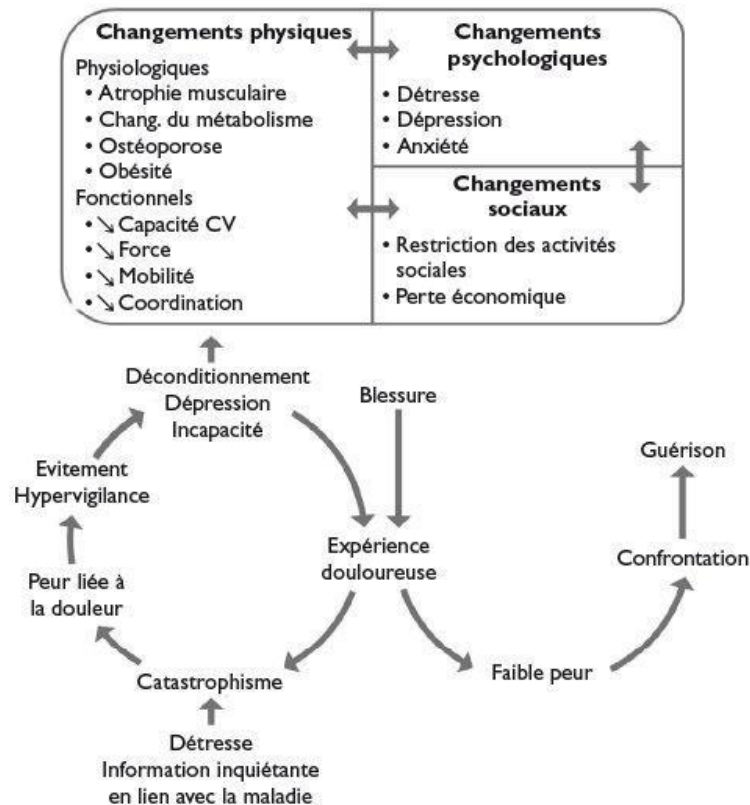 Changements physiques
Physiologiques
• Atrophie musculaire
• Chang. du métabolisme
• Ostéoporose
• Obésité
Fonctionnels
• ↘ Capacité CV
• ↘ Force
• ↘ Mobilité
• ↘ Coordination
Changements
psychologiques
• Détresse
• Dépression
• Anxiété
Changements
sociaux
• Restriction des activités
sociales
• Perte économique
Déconditionnement
Dépression
Incapacité
Blessure
Evitement
Hypervigilance
Guérison
Expérience
douloureuse
Confrontation
Peur liée à
la douleur
Catastrophisme
Faible peur
Détresse
Information inquiétante
en lien avec la maladie